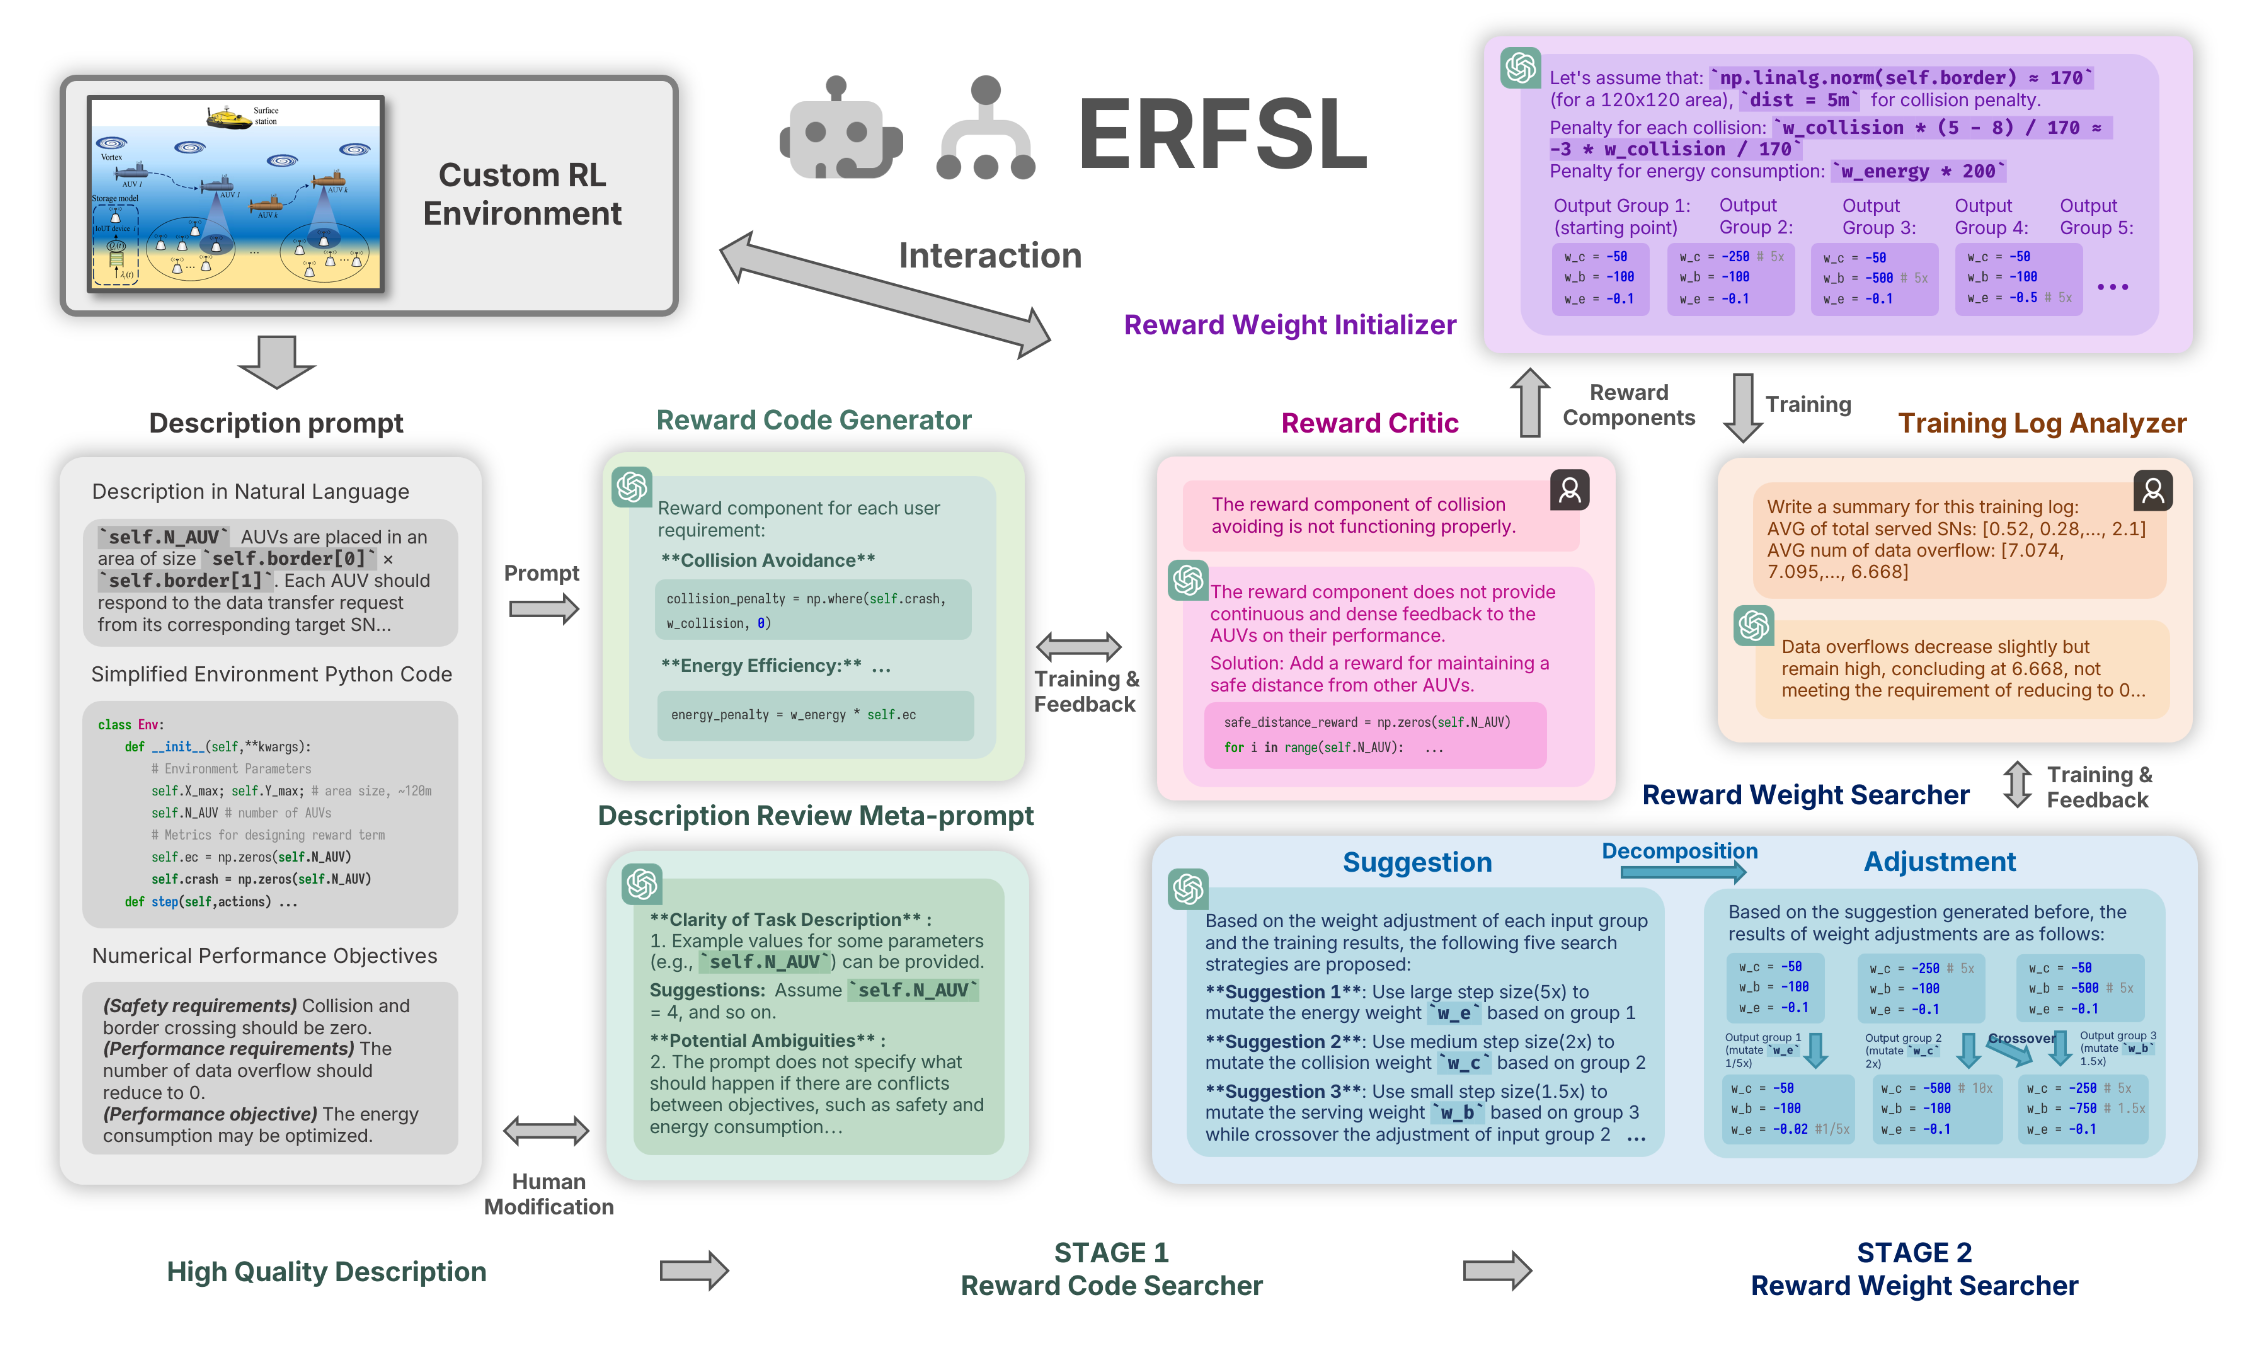 Surface
station
Vortex
AUV i
AUV j
AUV k
AUV k
Storage model
IoUT device i
Custom RL
Environment
ERFSL
Interaction
Reward Weight Initializer
Let's assume that: `np.linalg.norm(self.border) ≈ 170`
(for a 120x120 area), `dist = 5m` for collision penalty.
Penalty for each collision: `w_collision * (5 - 8) / 170 ≈
-3 * w_collision / 170`
Penalty for energy consumption: `w_energy * 200`
Output Group 1:
(starting point)
w_c = -50
w_b = -100
w_e = -0.1
Output
Group 2:
w_c = -250 # 5x
w_b = -100
w_e = -0.1
Output
Group 3:
w_c = -50
w_b = -500 # 5x
w_e = -0.1
Output
Group 4:
w_c = -50
w_b = -100
w_e = -0.5 # 5x
Output
Group 5:
...
Description prompt
Description in Natural Language
`self.N_AUV` AUVs are placed in an
area of size `self.border[0]` ×
`self.border[1]`. Each AUV should
respond to the data transfer request
from its corresponding target SN...
Simplified Environment Python Code
class Env:
def __init__(self,**kwargs):
# Environment Parameters
self.X_max; self.Y_max; # area size, ~120m
self.N_AUV # number of AUVs
# Metrics for designing reward term
self.ec = np.zeros(self.N_AUV)
self.crash = np.zeros(self.N_AUV)
def step(self,actions) ...
Numerical Performance Objectives
(Safety requirements) Collision and
border crossing should be zero.
(Performance requirements) The
number of data overflow should
reduce to 0.
(Performance objective) The energy
consumption may be optimized.
Prompt
Human
Modification
Reward Code Generator
Reward component for each user
requirement:
**Collision Avoidance**
collision_penalty = np.where(self.crash,
w_collision, 0)
**Energy Efficiency:** ...
energy_penalty = w_energy * self.ec
Description Review Meta-prompt
**Clarity of Task Description** :
1. Example values for some parameters
(e.g., `self.N_AUV`) can be provided.
Suggestions: Assume `self.N_AUV`
= 4, and so on.
**Potential Ambiguities** :
2. The prompt does not specify what
should happen if there are conflicts
between objectives, such as safety and
energy consumption...
Training &
Feedback
Reward Critic
The reward component of collision
avoiding is not functioning properly.
The reward component does not provide
continuous and dense feedback to the
AUVs on their performance.
Solution: Add a reward for maintaining a
safe distance from other AUVs.
safe_distance_reward = np.zeros(self.N_AUV)
for i in range(self.N_AUV): ...
Reward
Components
Training
Training Log Analyzer
Write a summary for this training log:
AVG of total served SNs: [0.52, 0.28,..., 2.1]
AVG num of data overflow: [7.074,
7.095,..., 6.668]
Data overflows decrease slightly but
remain high, concluding at 6.668, not
meeting the requirement of reducing to 0...
Training &
Feedback
Reward Weight Searcher
Suggestion
Decomposition
Adjustment
Based on the weight adjustment of each input group
and the training results, the following five search
strategies are proposed:
**Suggestion 1**: Use large step size(5x) to
mutate the energy weight `w_e` based on group 1
**Suggestion 2**: Use medium step size(2x) to
mutate the collision weight `w_c` based on group 2
**Suggestion 3**: Use small step size(1.5x) to
mutate the serving weight `w_b` based on group 3
while crossover the adjustment of input group 2 ...
Based on the suggestion generated before, the
results of weight adjustments are as follows:
w_c = -50
w_b = -100
w_e = -0.1
w_c = -250 # 5x
w_b = -100
w_e = -0.1
w_c = -50
w_b = -500 # 5x
w_e = -0.1
Output group 1
(mutate `w_e`
1/5x)
Output group 2
(mutate `w_c`
2x)
Crossover
Output group 3
(mutate `w_b`
1.5x)
w_c = -50
w_b = -100
w_e = -0.02 #1/5x
w_c = -500 # 10x
w_b = -100
w_e = -0.1
w_c = -250 # 5x
w_b = -750 # 1.5x
w_e = -0.1
High Quality Description
STAGE 1
Reward Code Searcher
STAGE 2
Reward Weight Searcher